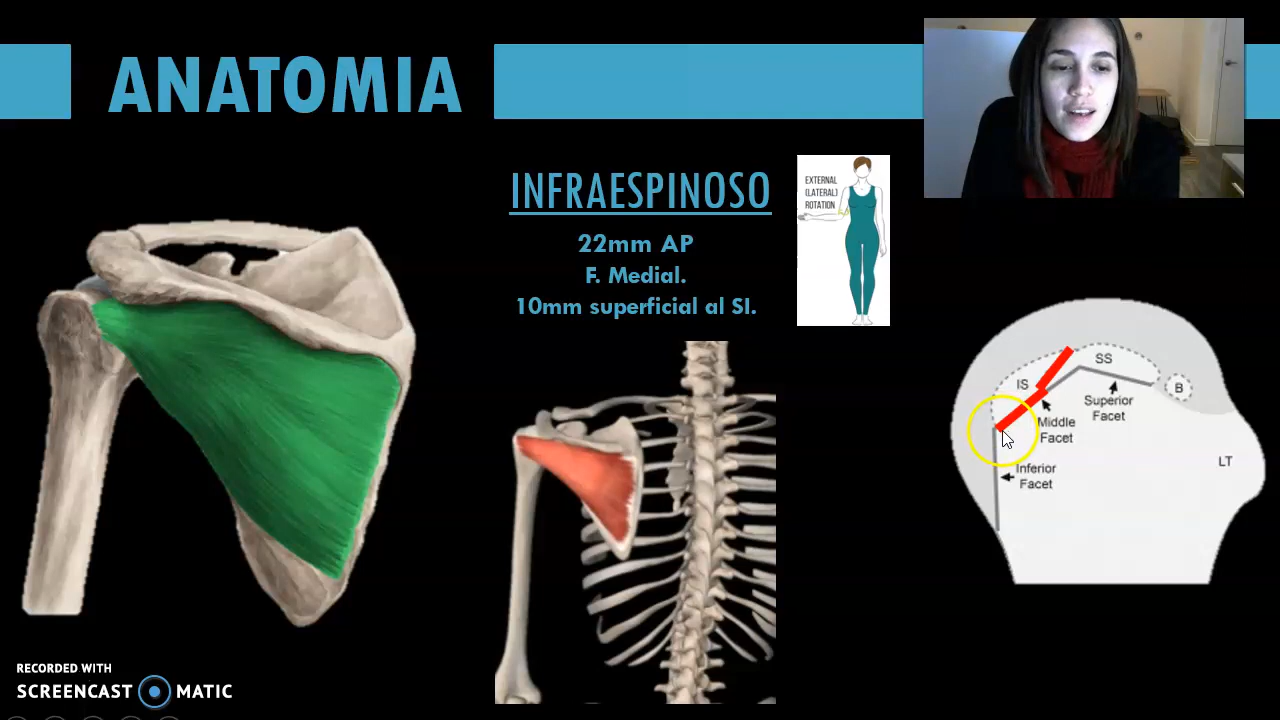 ANATOMIA
INFRAESPINOSO
22mm AP
F. Medial.
10mm superficial al SI.
EXTERNAL
(LATERAL)
ROTATION
SS
IS
B
Superior
Facet
Middle
Facet
LT
Inferior
Facet
RECORDED WITH
SCREENCAST MATIC